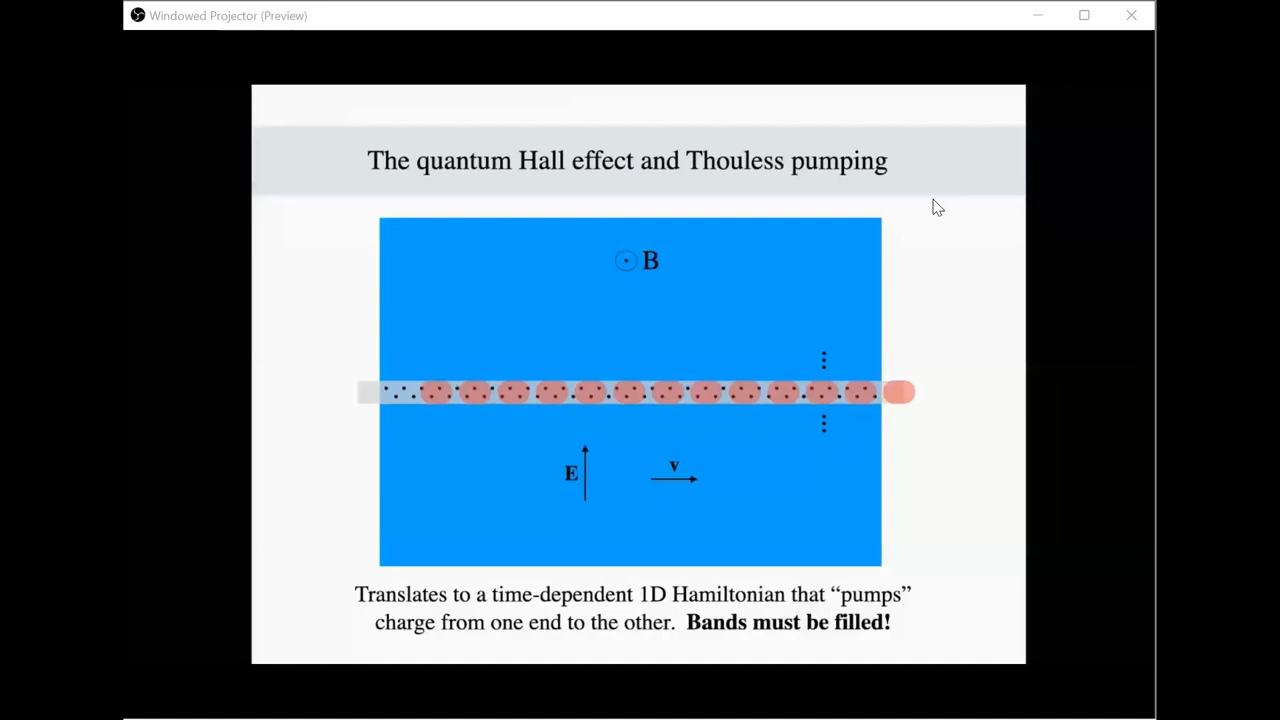 Windowed Projector (Preview)
The quantum Hall effect and Thouless pumping
B
E
v
Translates to a time-dependent 1D Hamiltonian that “pumps”
charge from one end to the other. Bands must be filled!